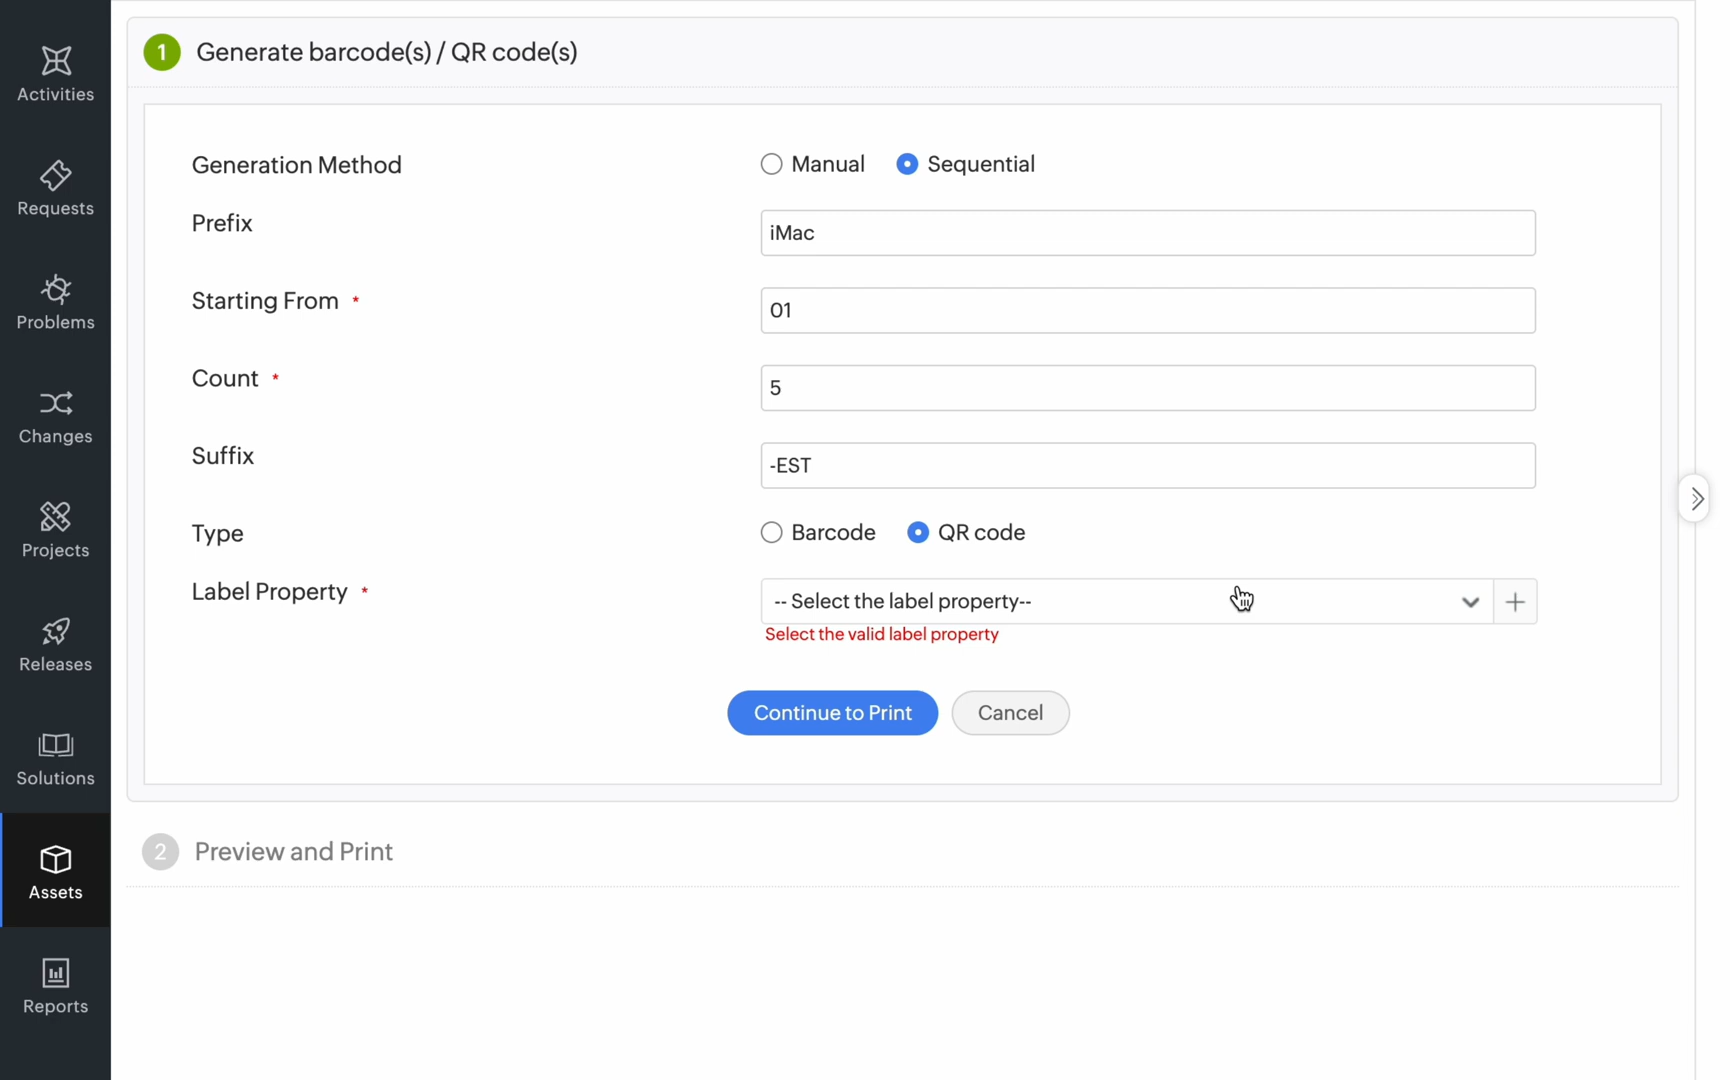 Activities
Requests
Problems
Changes
Projects
Releases
Solutions
Assets
Reports
1 Generate barcode(s) / QR code(s)
Generation Method Manual Sequential
Prefix iMac
Starting From * 01
Count * 5
Suffix -EST
Type Barcode QR code
Label Property * -- Select the label property--
Select the valid label property
Continue to Print Cancel
2 Preview and Print